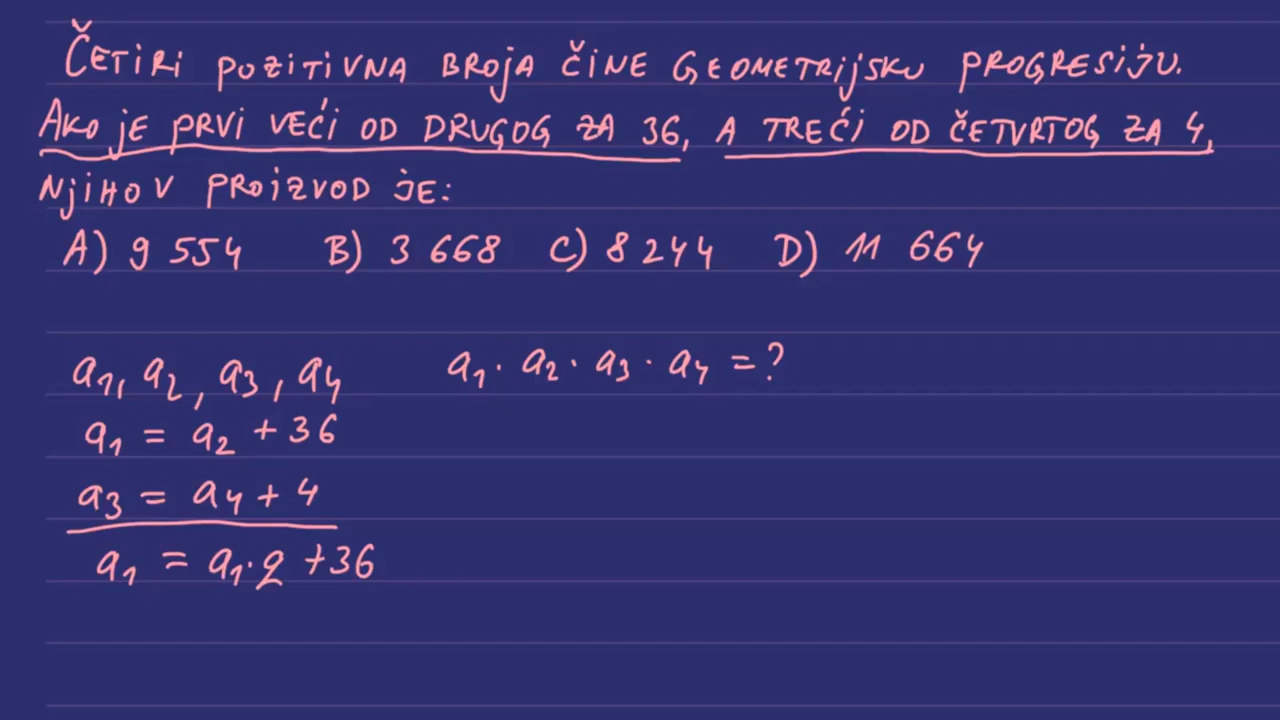 ČETIRI POZITIVNA BROJA ČINE GEOMETRIJSKU PROGRESIJU.
AKO JE PRVI VEĆI OD DRUGOG ZA 36, A TREĆI OD ČETVRTOG ZA 4,
NJIHOV PROIZVOD JE:
A) 9 554 B) 3 668 C) 8 244 D) 11 664
a₁, a₂, a₃, a₄ a₁ · a₂ · a₃ · a₄ = ?
a₁ = a₂ + 36
a₃ = a₄ + 4
a₁ = a₁ · q + 36